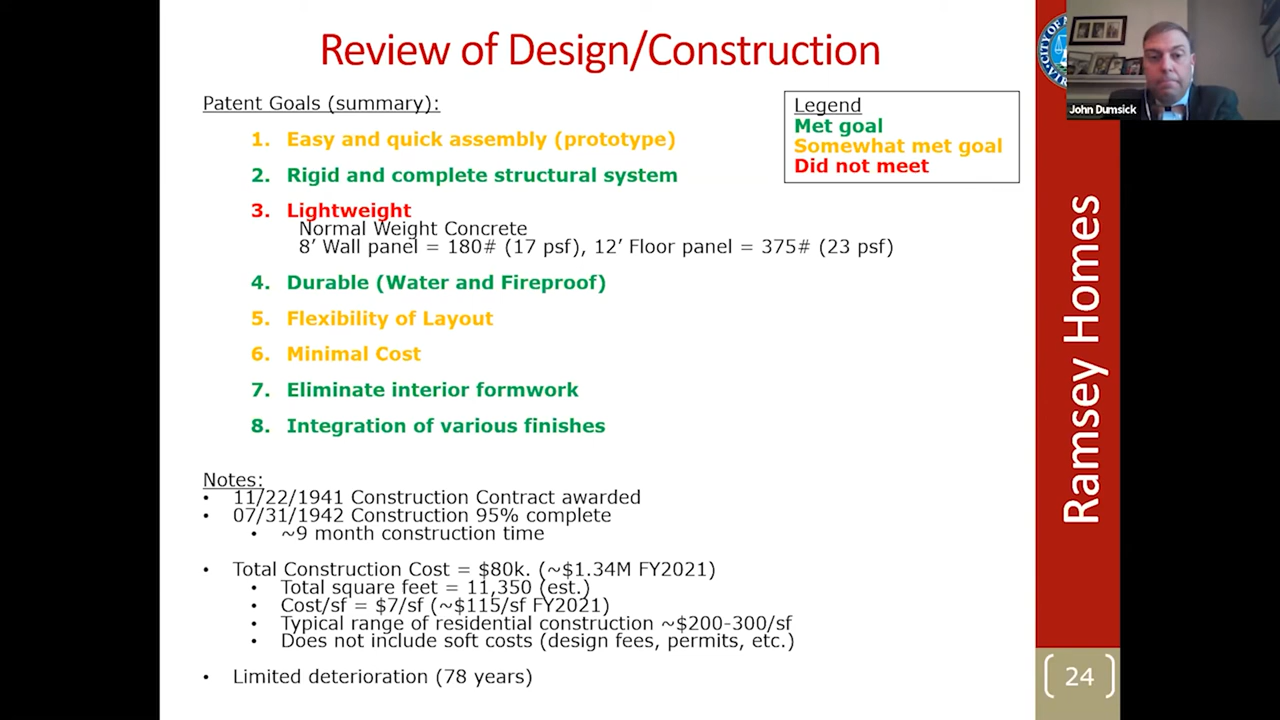 Review of Design/Construction
Patent Goals (summary):
1. Easy and quick assembly (prototype)
2. Rigid and complete structural system
3. Lightweight
Normal Weight Concrete
8’ Wall panel = 180# (17 psf), 12’ Floor panel = 375# (23 psf)
4. Durable (Water and Fireproof)
5. Flexibility of Layout
6. Minimal Cost
7. Eliminate interior formwork
8. Integration of various finishes
Legend
Met goal
Somewhat met goal
Did not meet
Notes:
• 11/22/1941 Construction Contract awarded
• 07/31/1942 Construction 95% complete
• ~9 month construction time
• Total Construction Cost = $80k. (~$1.34M FY2021)
• Total square feet = 11,350 (est.)
• Cost/sf = $7/sf (~$115/sf FY2021)
• Typical range of residential construction ~$200-300/sf
• Does not include soft costs (design fees, permits, etc.)
• Limited deterioration (78 years)
John Dumsick
Ramsey Homes
24